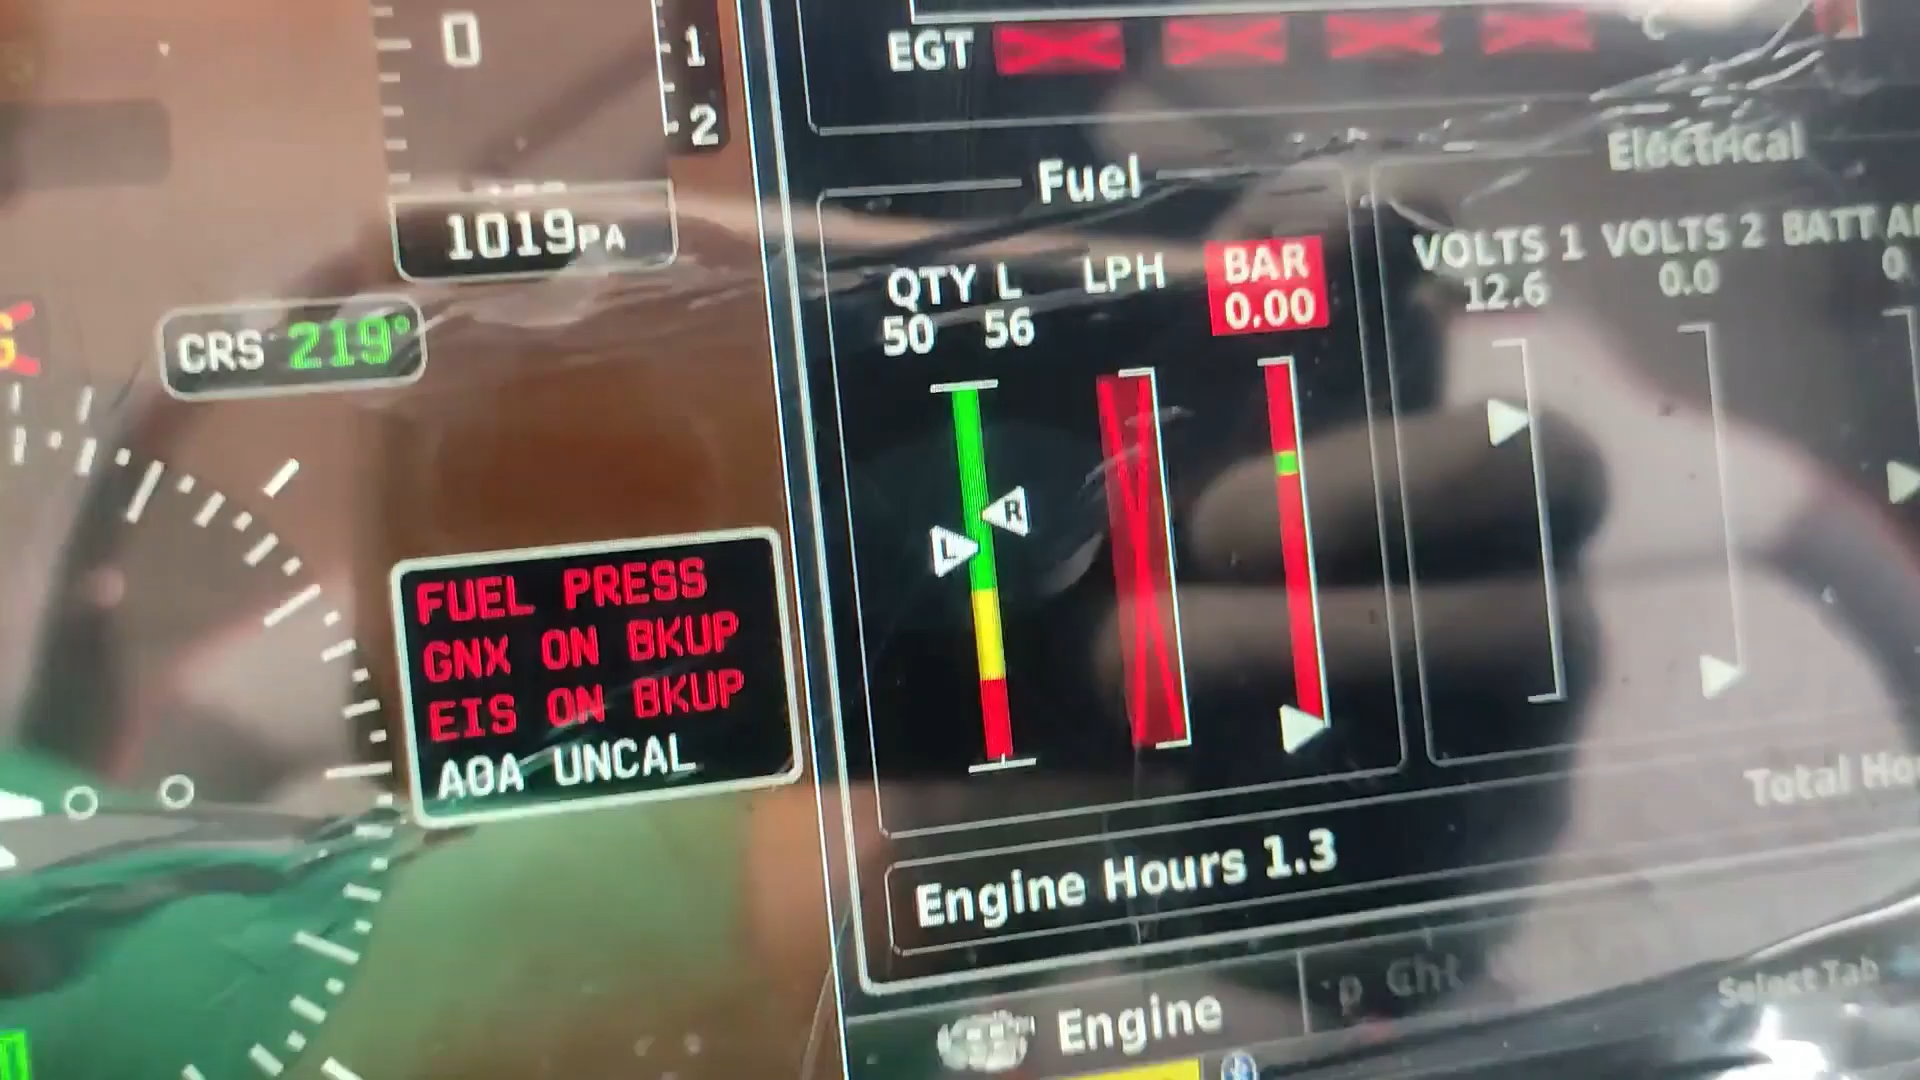 0
1
2
1019PA
CRS 219°
FUEL PRESS
GNX ON BKUP
EIS ON BKUP
AOA UNCAL
EGT
°C
Fuel
QTY L
50 56
LPH
BAR
0.00
R
L
Electrical
VOLTS 1 VOLTS 2 BATT
12.6 0.0
Engine Hours 1.3
Total
Engine
Select Tab